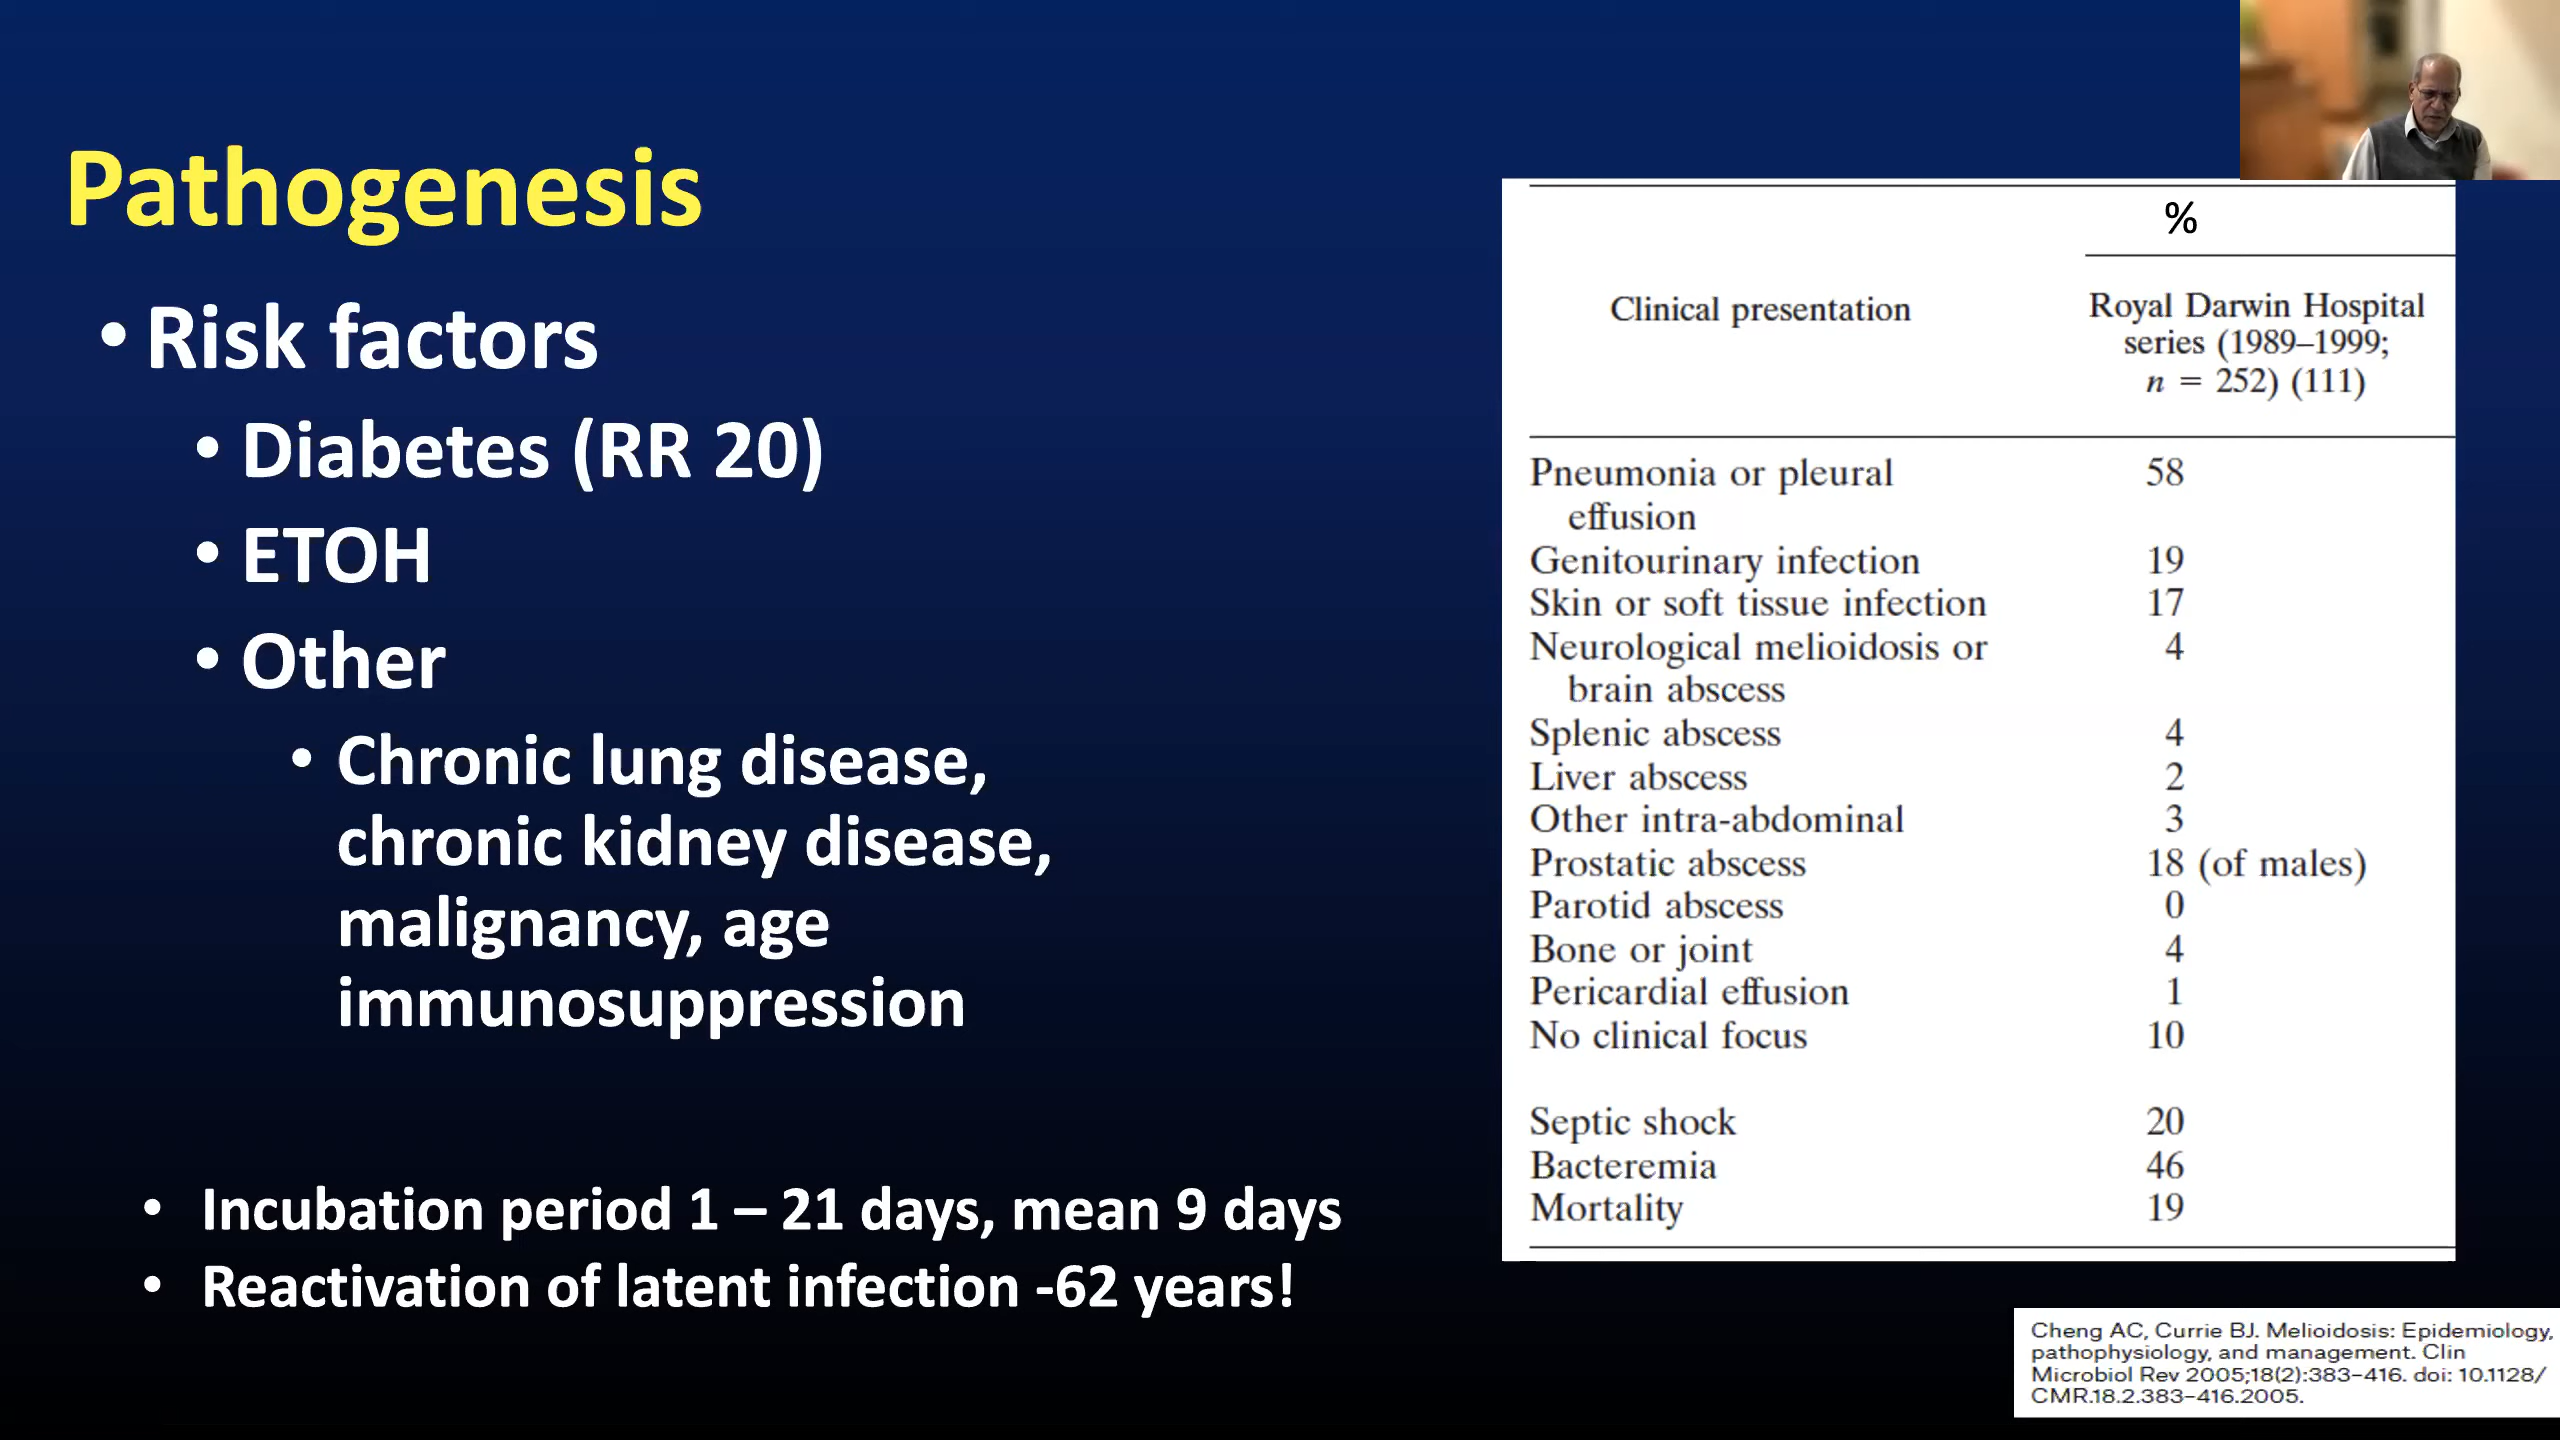 Pathogenesis
• Risk factors
• Diabetes (RR 20)
• ETOH
• Other
• Chronic lung disease,
chronic kidney disease,
malignancy, age
immunosuppression
• Incubation period 1 – 21 days, mean 9 days
• Reactivation of latent infection -62 years!
%
Clinical presentation
Royal Darwin Hospital
series (1989–1999;
n = 252) (111)
Pneumonia or pleural 58
effusion
Genitourinary infection 19
Skin or soft tissue infection 17
Neurological melioidosis or 4
brain abscess
Splenic abscess 4
Liver abscess 2
Other intra-abdominal 3
Prostatic abscess 18 (of males)
Parotid abscess 0
Bone or joint 4
Pericardial effusion 1
No clinical focus 10
Septic shock 20
Bacteremia 46
Mortality 19
Cheng AC, Currie BJ. Melioidosis: Epidemiology,
pathophysiology, and management. Clin
Microbiol Rev 2005;18(2):383–416. doi: 10.1128/
CMR.18.2.383–416.2005.